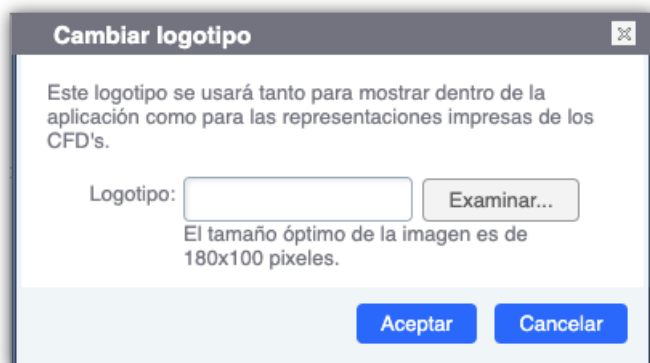 Cambiar logotipo
Este logotipo se usará tanto para mostrar dentro de la
aplicación como para las representaciones impresas de los
CFD's.
Logotipo: Examinar...
El tamaño óptimo de la imagen es de
180x100 pixeles.
Aceptar Cancelar